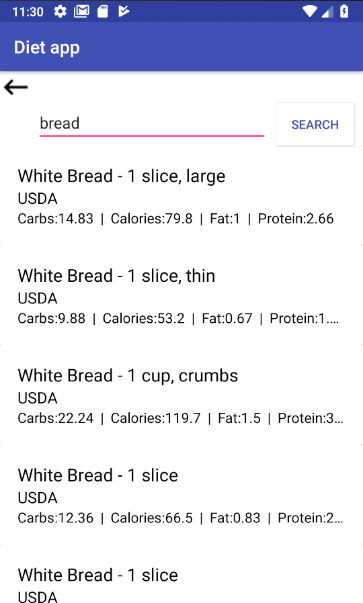 11:30
Diet app
bread
SEARCH
White Bread - 1 slice, large
USDA
Carbs:14.83 | Calories:79.8 | Fat:1 | Protein:2.66
White Bread - 1 slice, thin
USDA
Carbs:9.88 | Calories:53.2 | Fat:0.67 | Protein:1....
White Bread - 1 cup, crumbs
USDA
Carbs:22.24 | Calories:119.7 | Fat:1.5 | Protein:3...
White Bread - 1 slice
USDA
Carbs:12.36 | Calories:66.5 | Fat:0.83 | Protein:2...
White Bread - 1 slice
USDA